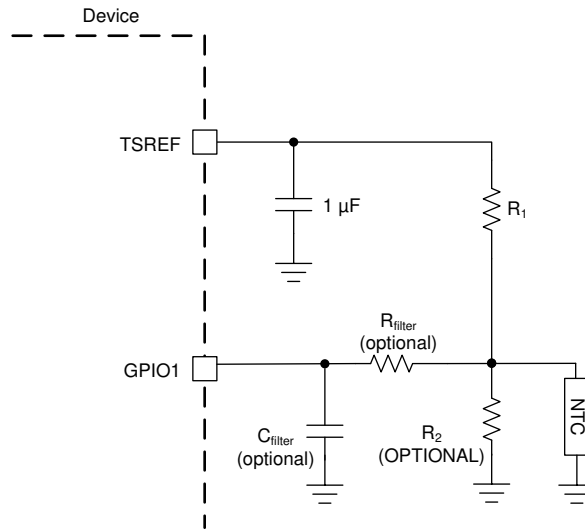 Device
TSREF
1 µF
R1
Rfilter
(optional)
GPIO1
Cfilter
(optional)
R2
(OPTIONAL)
NTC